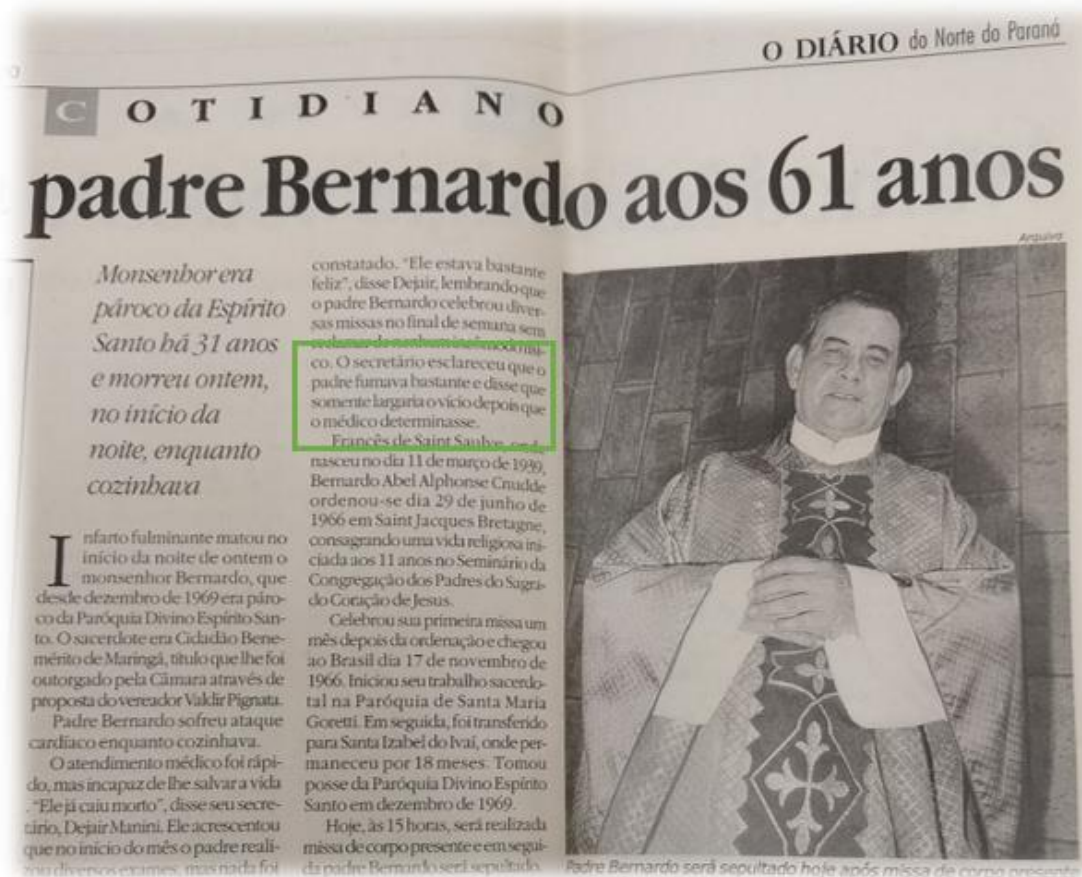 O DIÁRIO do Norte do Paraná
COTIDIANO
padre Bernardo aos 61 anos
Arquivo
Monsenhor era
pároco da Espírito
Santo há 31 anos
e morreu ontem,
no início da
noite, enquanto
cozinhava
Infarto fulminante matou no
início da noite de ontem o
monsenhor Bernardo, que
desde dezembro de 1969 era páro-
co da Paróquia Divino Espírito San-
to. O sacerdote era Cidadão Bene-
mérito de Maringá, título que lhe foi
outorgado pela Câmara através de
proposta do vereador Valdir Pignata.
Padre Bernardo sofreu ataque
cardíaco enquanto cozinhava.
O atendimento médico foi rápi-
do, mas incapaz de lhe salvar a vida
. "Ele já caiu morto", disse seu secre-
tário, Dejair Manini. Ele acrescentou
que no início do mês o padre reali-
zou diversos exames, mas nada foi
constatado. "Ele estava bastante
feliz", disse Dejair, lembrando que
o padre Bernardo celebrou diver-
sas missas no final de semana sem
co. O secretário esclareceu que o
padre fumava bastante e disse que
somente largaria o vício depois que
o médico determinasse.
Francês de Saint Saulve, onde
nasceu no dia 11 de março de 1939,
Bernardo Abel Alphonse Cnudde
ordenou-se dia 29 de junho de
1966 em Saint Jacques Bretagne,
consagrando uma vida religiosa ini-
ciada aos 11 anos no Seminário da
Congregação dos Padres do Sagra-
do Coração de Jesus.
Celebrou sua primeira missa um
mês depois da ordenação e chegou
ao Brasil dia 17 de novembro de
1966. Iniciou seu trabalho sacerdo-
tal na Paróquia de Santa Maria
Goretti. Em seguida, foi transferido
para Santa Izabel do Ivaí, onde per-
maneceu por 18 meses. Tomou
posse da Paróquia Divino Espírito
Santo em dezembro de 1969.
Hoje, às 15 horas, será realizada
missa de corpo presente e em segui-
da padre Bernardo será sepultado.
Padre Bernardo será sepultado hoje após missa de corpo presente